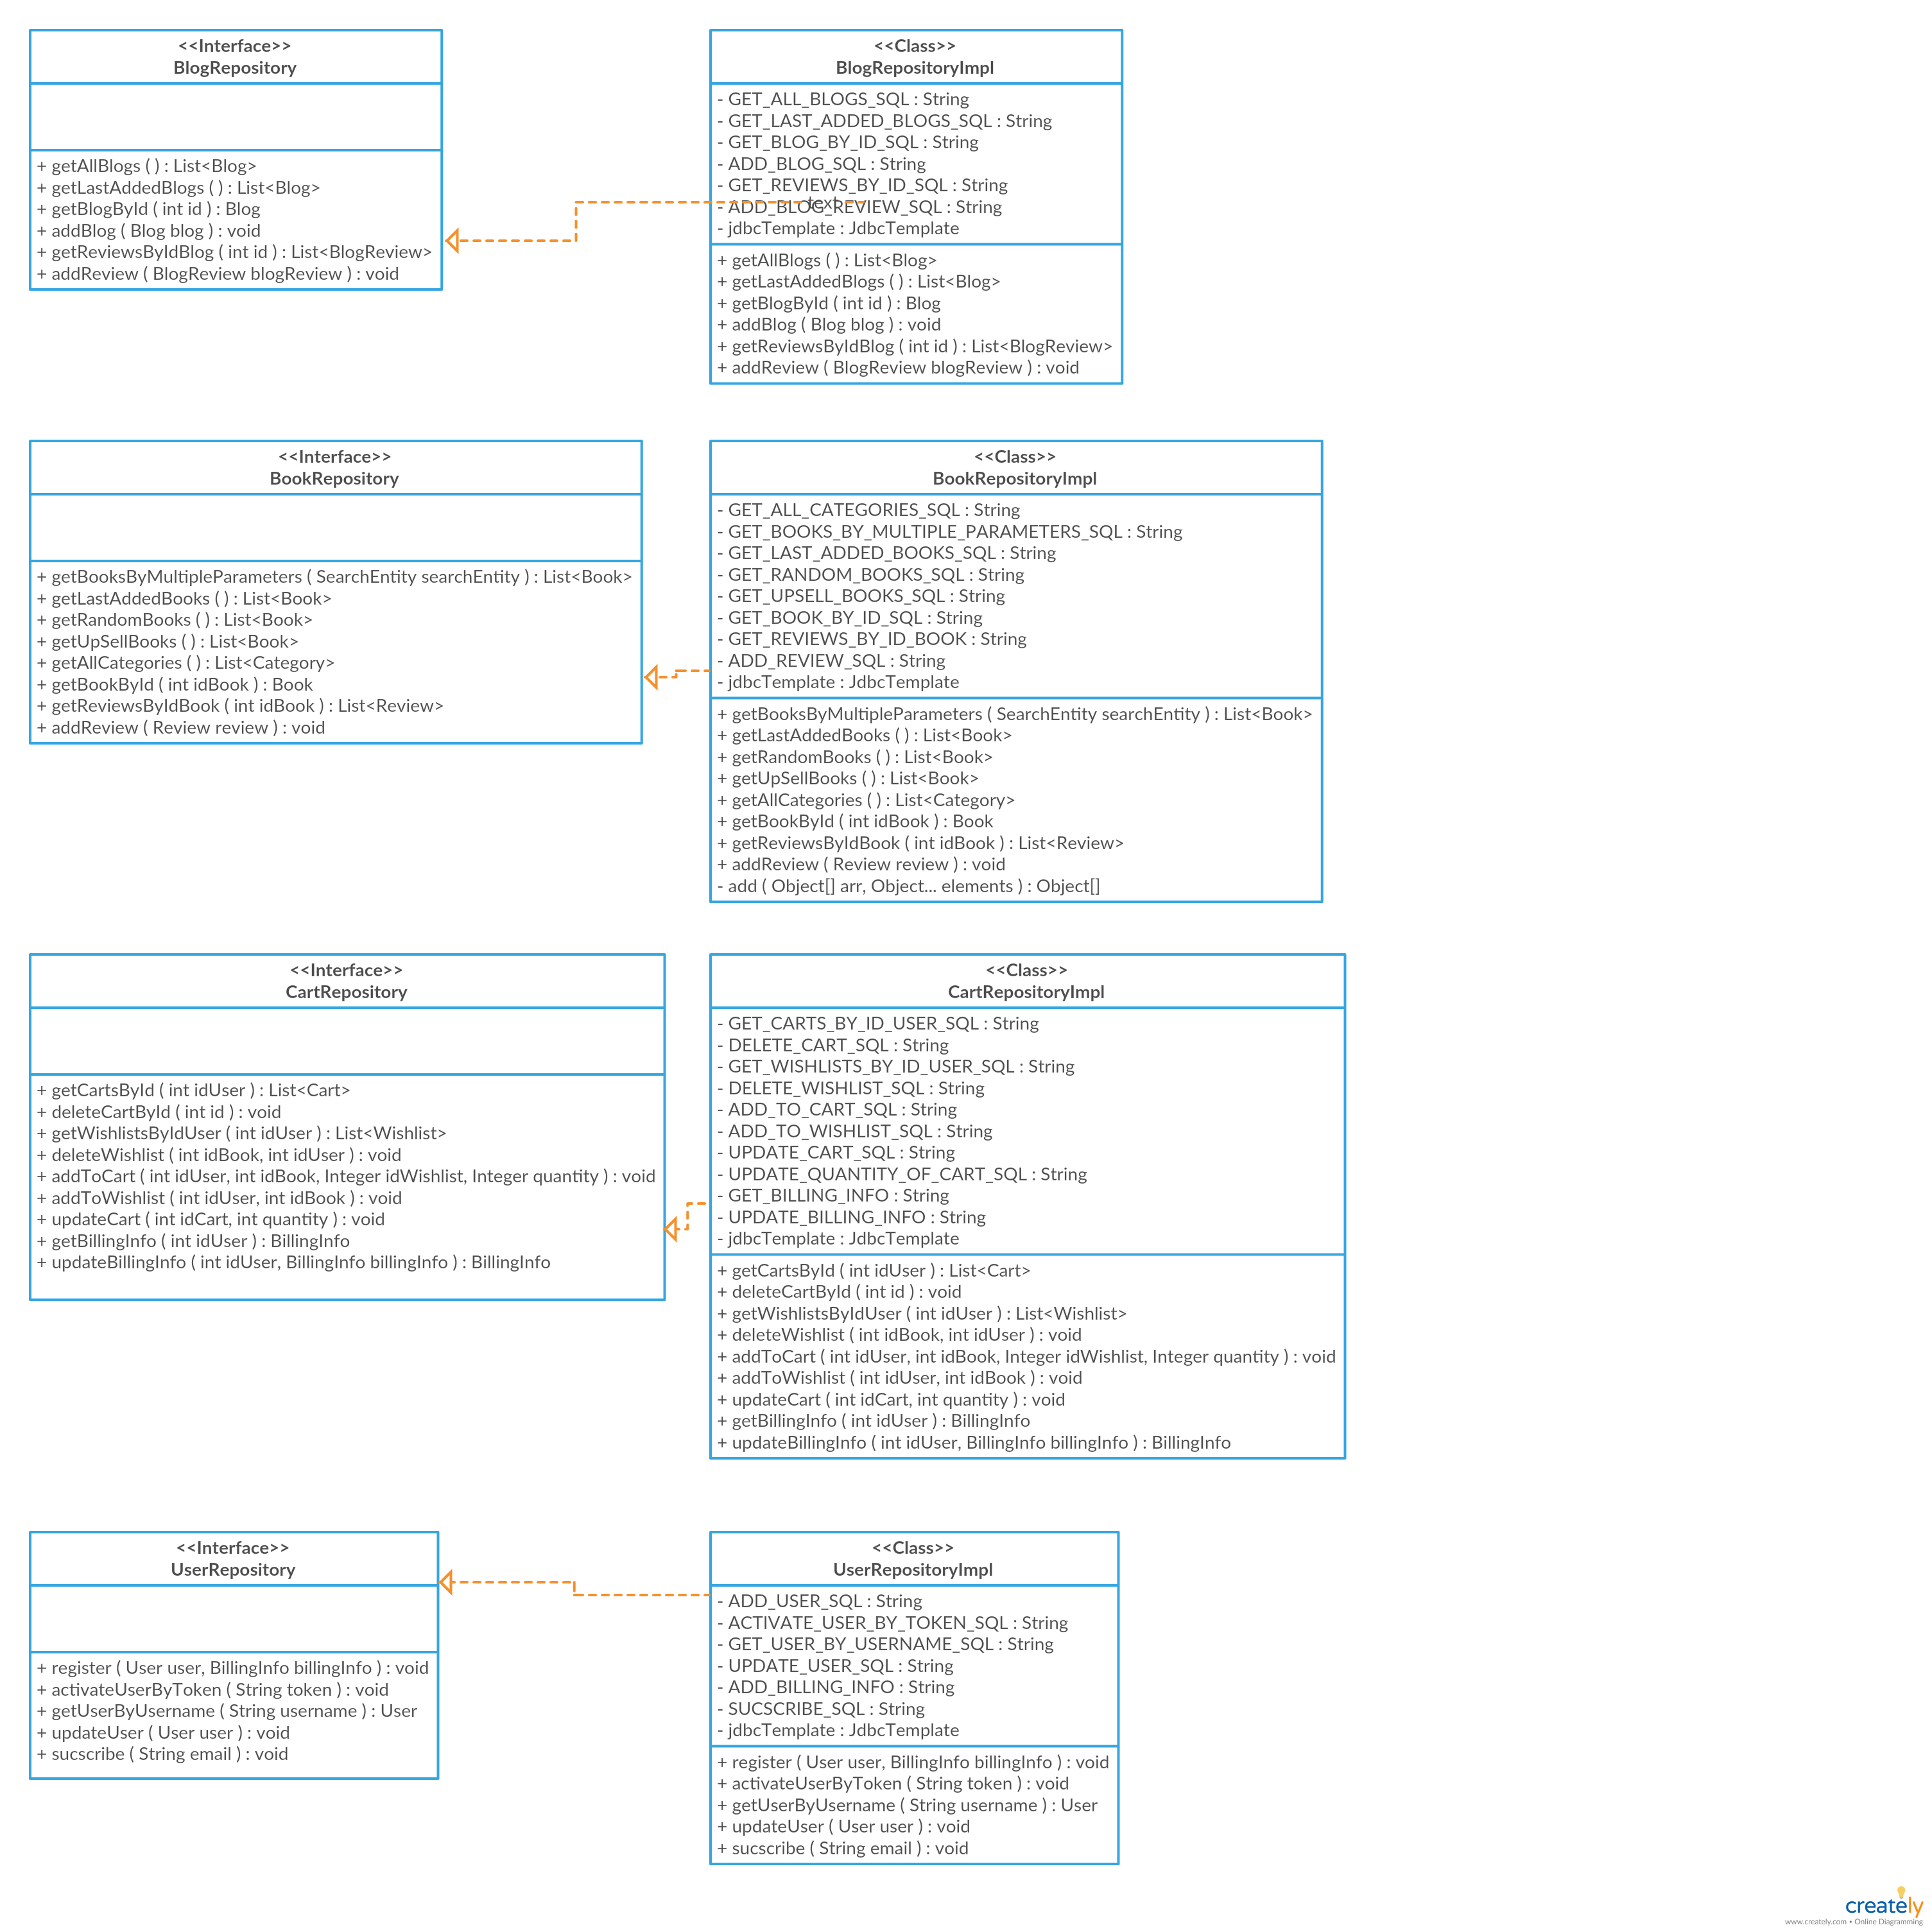 <<Interface>>
BlogRepository
+ getAllBlogs ( ) : List<Blog>
+ getLastAddedBlogs ( ) : List<Blog>
+ getBlogById ( int id ) : Blog
+ addBlog ( Blog blog ) : void
+ getReviewsByIdBlog ( int id ) : List<BlogReview>
+ addReview ( BlogReview blogReview ) : void
<<Class>>
BlogRepositoryImpl
- GET_ALL_BLOGS_SQL : String
- GET_LAST_ADDED_BLOGS_SQL : String
- GET_BLOG_BY_ID_SQL : String
- ADD_BLOG_SQL : String
- GET_REVIEWS_BY_ID_SQL : String
text
- ADD_BLOG_REVIEW_SQL : String
- jdbcTemplate : JdbcTemplate
+ getAllBlogs ( ) : List<Blog>
+ getLastAddedBlogs ( ) : List<Blog>
+ getBlogById ( int id ) : Blog
+ addBlog ( Blog blog ) : void
+ getReviewsByIdBlog ( int id ) : List<BlogReview>
+ addReview ( BlogReview blogReview ) : void
<<Interface>>
BookRepository
+ getBooksByMultipleParameters ( SearchEntity searchEntity ) : List<Book>
+ getLastAddedBooks ( ) : List<Book>
+ getRandomBooks ( ) : List<Book>
+ getUpSellBooks ( ) : List<Book>
+ getAllCategories ( ) : List<Category>
+ getBookById ( int idBook ) : Book
+ getReviewsByIdBook ( int idBook ) : List<Review>
+ addReview ( Review review ) : void
<<Class>>
BookRepositoryImpl
- GET_ALL_CATEGORIES_SQL : String
- GET_BOOKS_BY_MULTIPLE_PARAMETERS_SQL : String
- GET_LAST_ADDED_BOOKS_SQL : String
- GET_RANDOM_BOOKS_SQL : String
- GET_UPSELL_BOOKS_SQL : String
- GET_BOOK_BY_ID_SQL : String
- GET_REVIEWS_BY_ID_BOOK : String
- ADD_REVIEW_SQL : String
- jdbcTemplate : JdbcTemplate
+ getBooksByMultipleParameters ( SearchEntity searchEntity ) : List<Book>
+ getLastAddedBooks ( ) : List<Book>
+ getRandomBooks ( ) : List<Book>
+ getUpSellBooks ( ) : List<Book>
+ getAllCategories ( ) : List<Category>
+ getBookById ( int idBook ) : Book
+ getReviewsByIdBook ( int idBook ) : List<Review>
+ addReview ( Review review ) : void
- add ( Object[] arr, Object... elements ) : Object[]
<<Interface>>
CartRepository
+ getCartsById ( int idUser ) : List<Cart>
+ deleteCartById ( int id ) : void
+ getWishlistsByIdUser ( int idUser ) : List<Wishlist>
+ deleteWishlist ( int idBook, int idUser ) : void
+ addToCart ( int idUser, int idBook, Integer idWishlist, Integer quantity ) : void
+ addToWishlist ( int idUser, int idBook ) : void
+ updateCart ( int idCart, int quantity ) : void
+ getBillingInfo ( int idUser ) : BillingInfo
+ updateBillingInfo ( int idUser, BillingInfo billingInfo ) : BillingInfo
<<Class>>
CartRepositoryImpl
- GET_CARTS_BY_ID_USER_SQL : String
- DELETE_CART_SQL : String
- GET_WISHLISTS_BY_ID_USER_SQL : String
- DELETE_WISHLIST_SQL : String
- ADD_TO_CART_SQL : String
- ADD_TO_WISHLIST_SQL : String
- UPDATE_CART_SQL : String
- UPDATE_QUANTITY_OF_CART_SQL : String
- GET_BILLING_INFO : String
- UPDATE_BILLING_INFO : String
- jdbcTemplate : JdbcTemplate
+ getCartsById ( int idUser ) : List<Cart>
+ deleteCartById ( int id ) : void
+ getWishlistsByIdUser ( int idUser ) : List<Wishlist>
+ deleteWishlist ( int idBook, int idUser ) : void
+ addToCart ( int idUser, int idBook, Integer idWishlist, Integer quantity ) : void
+ addToWishlist ( int idUser, int idBook ) : void
+ updateCart ( int idCart, int quantity ) : void
+ getBillingInfo ( int idUser ) : BillingInfo
+ updateBillingInfo ( int idUser, BillingInfo billingInfo ) : BillingInfo
<<Interface>>
UserRepository
+ register ( User user, BillingInfo billingInfo ) : void
+ activateUserByToken ( String token ) : void
+ getUserByUsername ( String username ) : User
+ updateUser ( User user ) : void
+ sucscribe ( String email ) : void
<<Class>>
UserRepositoryImpl
- ADD_USER_SQL : String
- ACTIVATE_USER_BY_TOKEN_SQL : String
- GET_USER_BY_USERNAME_SQL : String
- UPDATE_USER_SQL : String
- ADD_BILLING_INFO : String
- SUCSCRIBE_SQL : String
- jdbcTemplate : JdbcTemplate
+ register ( User user, BillingInfo billingInfo ) : void
+ activateUserByToken ( String token ) : void
+ getUserByUsername ( String username ) : User
+ updateUser ( User user ) : void
+ sucscribe ( String email ) : void
creately
www.creately.com • Online Diagramming